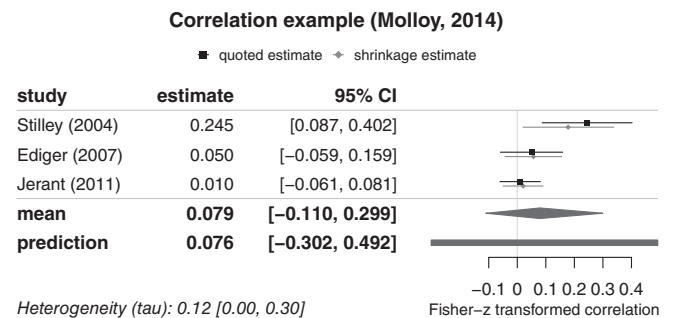 Correlation example (Molloy, 2014)
quoted estimate shrinkage estimate
study estimate 95% CI
Stilley (2004) 0.245 [0.087, 0.402]
Ediger (2007) 0.050 [−0.059, 0.159]
Jerant (2011) 0.010 [−0.061, 0.081]
mean 0.079 [−0.110, 0.299]
prediction 0.076 [−0.302, 0.492]
−0.1 0 0.1 0.2 0.3 0.4
Heterogeneity (tau): 0.12 [0.00, 0.30] Fisher−z transformed correlation